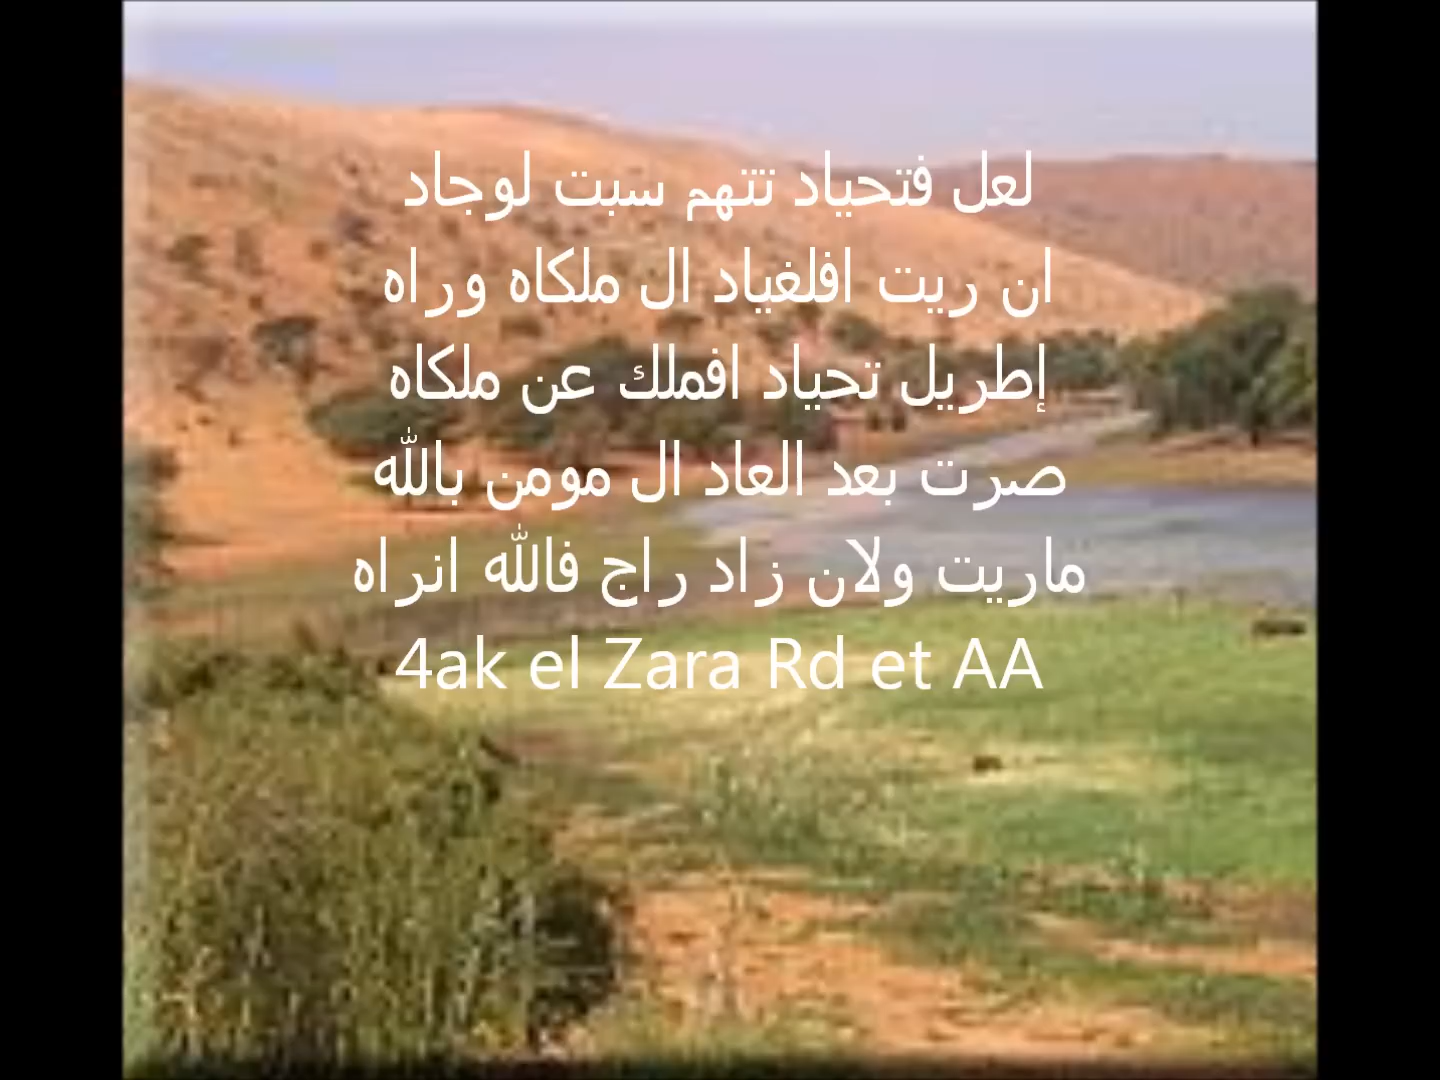 لعل فتحياد تتهم سبت لوجاد
ان ريت افلغياد ال ملكاه وراه
إطريل تحياد افملك عن ملكاه
صرت بعد العاد ال مومن بالله
ماريت ولان زاد راج فالله انراه
4ak el Zara Rd et AA